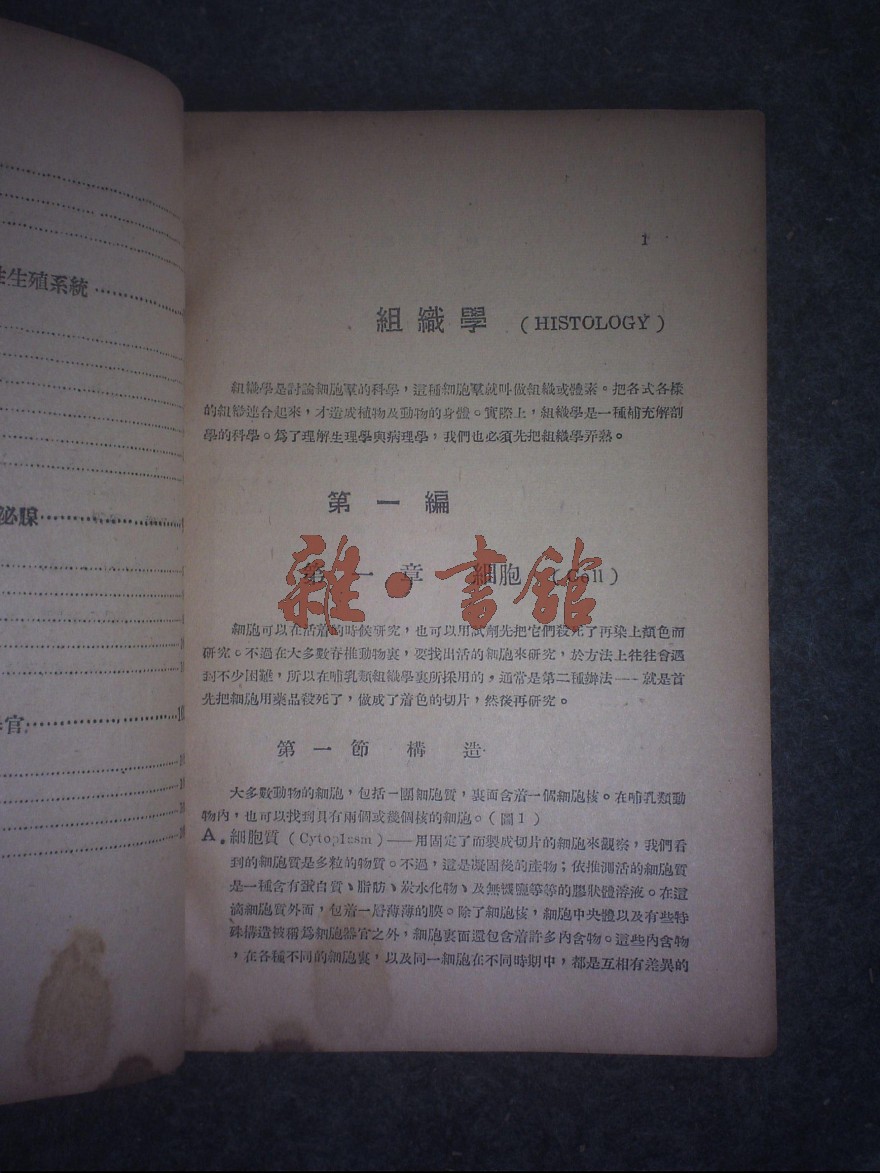 生殖系統
祕腺
官
1
組織學 (HISTOLOGY)
組織學是討論細胞羣的科學，這種細胞羣就叫做組織或體素。把各式各樣
的組織連合起來，才造成植物及動物的身體。實際上，組織學是一種補充解剖
學的科學。爲了理解生理學與病理學，我們也必須先把組織學弄熟。
第一編
第一章 細胞 (Cell)
雜·書館
細胞可以在活着的時候研究，也可以用試劑先把它們殺死了再染上顏色而
研究。不過在大多數脊椎動物裏，要找出活的細胞來研究，於方法上往往會遇
到不少困難，所以在哺乳類組織學裏所採用的，通常是第二種辦法——就是首
先把細胞用藥品殺死了，做成了着色的切片，然後再研究。
第一節 構造
大多數動物的細胞，包括一團細胞質，裏面含着一個細胞核。在哺乳類動
物內，也可以找到具有兩個或幾個核的細胞。(圖1)
A. 細胞質 (Cytoplasm)——用固定了而製成切片的細胞來觀察，我們看
到的細胞質是多粒的物質。不過，這是凝固後的產物；依推測活的細胞質
是一種含有蛋白質、脂肪、炭水化物、及無機鹽等等的膠狀體溶液。在這
滴細胞質外面，包着一層薄薄的膜。除了細胞核，細胞中央體以及有些特
殊構造被稱爲細胞器官之外，細胞裏面還包含着許多內含物。這些內含物
，在各種不同的細胞裏，以及同一細胞在不同時期中，都是互相有差異的